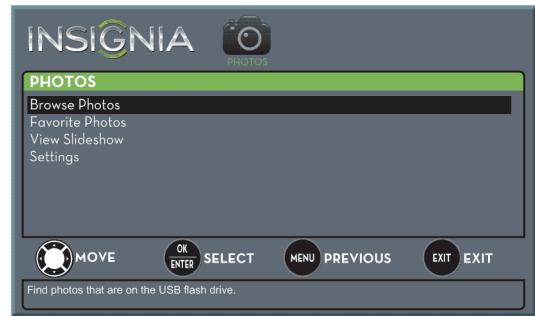 INSIGNIA
PHOTOS
PHOTOS
Browse Photos
Favorite Photos
View Slideshow
Settings
MOVE
OK
ENTER
SELECT
MENU
PREVIOUS
EXIT
EXIT
Find photos that are on the USB flash drive.